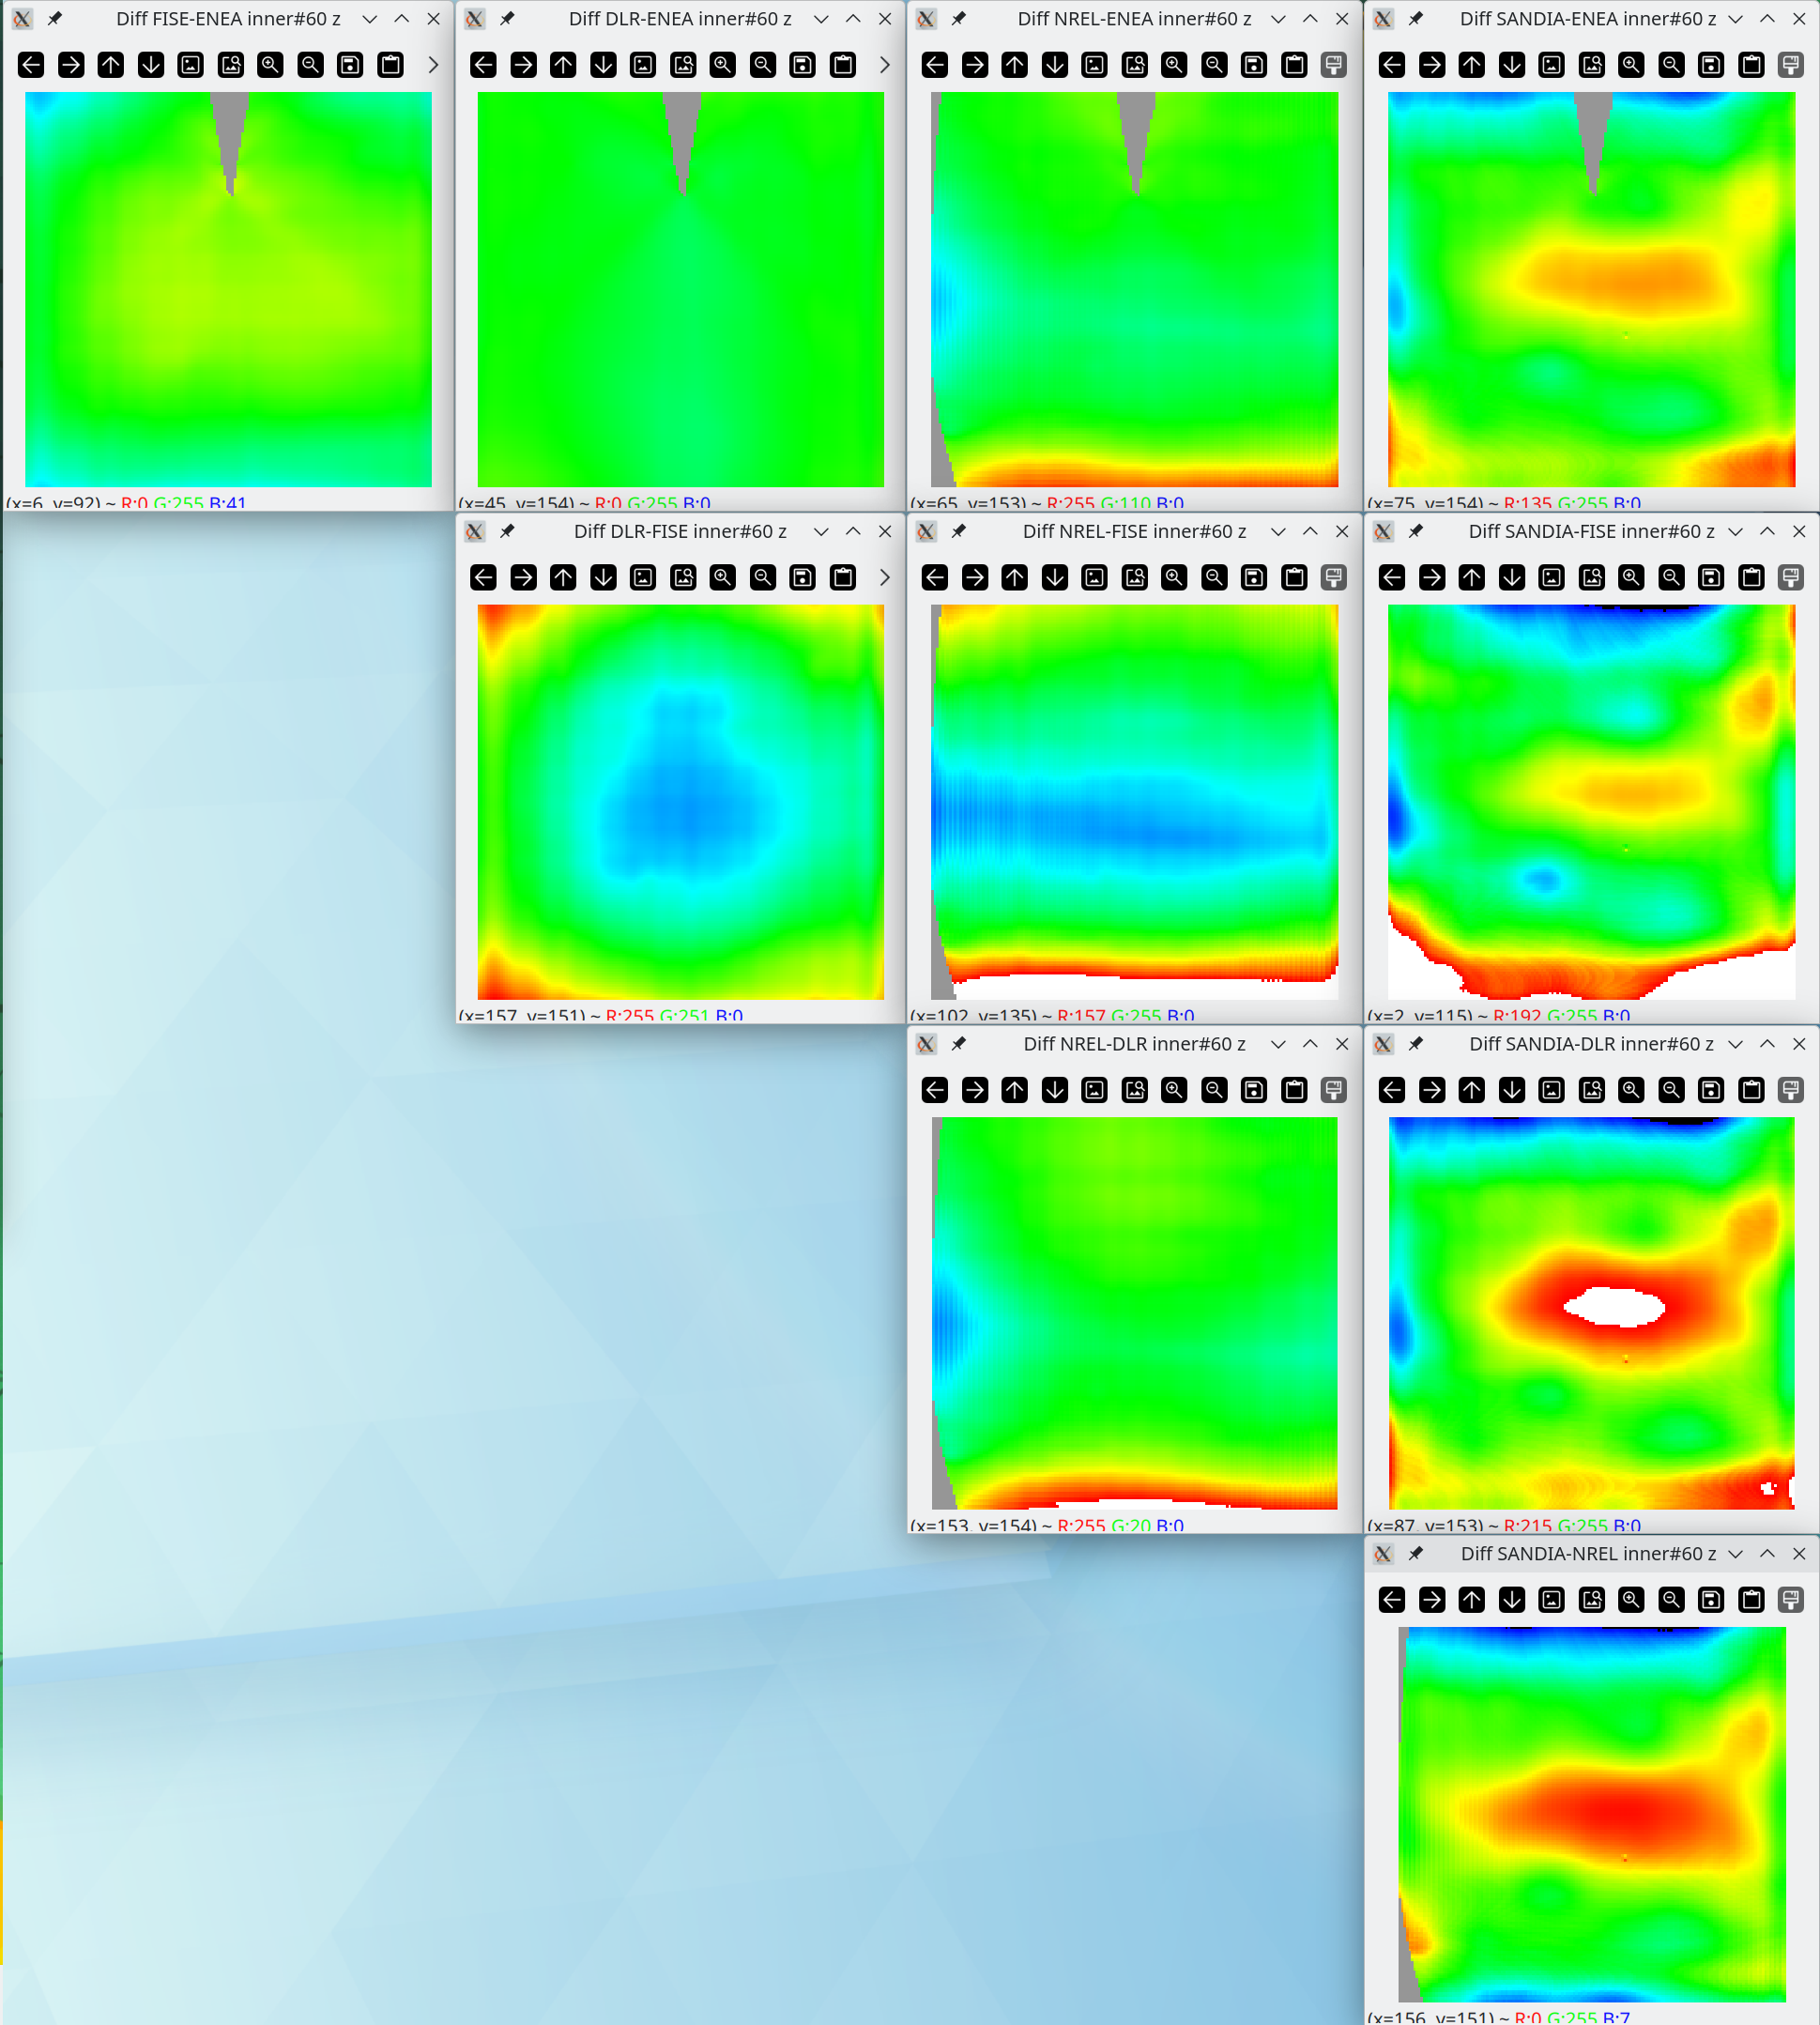 Diff FISE-ENEA inner#60 z
Diff DLR-ENEA inner#60 z
Diff NREL-ENEA inner#60 z
Diff SANDIA-ENEA inner#60 z
(x=6, y=92) ~ R:0 G:255 B:41
(x=45, y=154) ~ R:0 G:255 B:0
(x=65, y=153) ~ R:255 G:110 B:0
(x=75, y=154) ~ R:135 G:255 B:0
Diff DLR-FISE inner#60 z
Diff NREL-FISE inner#60 z
Diff SANDIA-FISE inner#60 z
(x=157, y=151) ~ R:255 G:251 B:0
(x=102, y=135) ~ R:157 G:255 B:0
(x=2, y=115) ~ R:192 G:255 B:0
Diff NREL-DLR inner#60 z
Diff SANDIA-DLR inner#60 z
(x=153, y=154) ~ R:255 G:20 B:0
(x=87, y=153) ~ R:215 G:255 B:0
Diff SANDIA-NREL inner#60 z
(x=156, y=151) ~ R:0 G:255 B:7